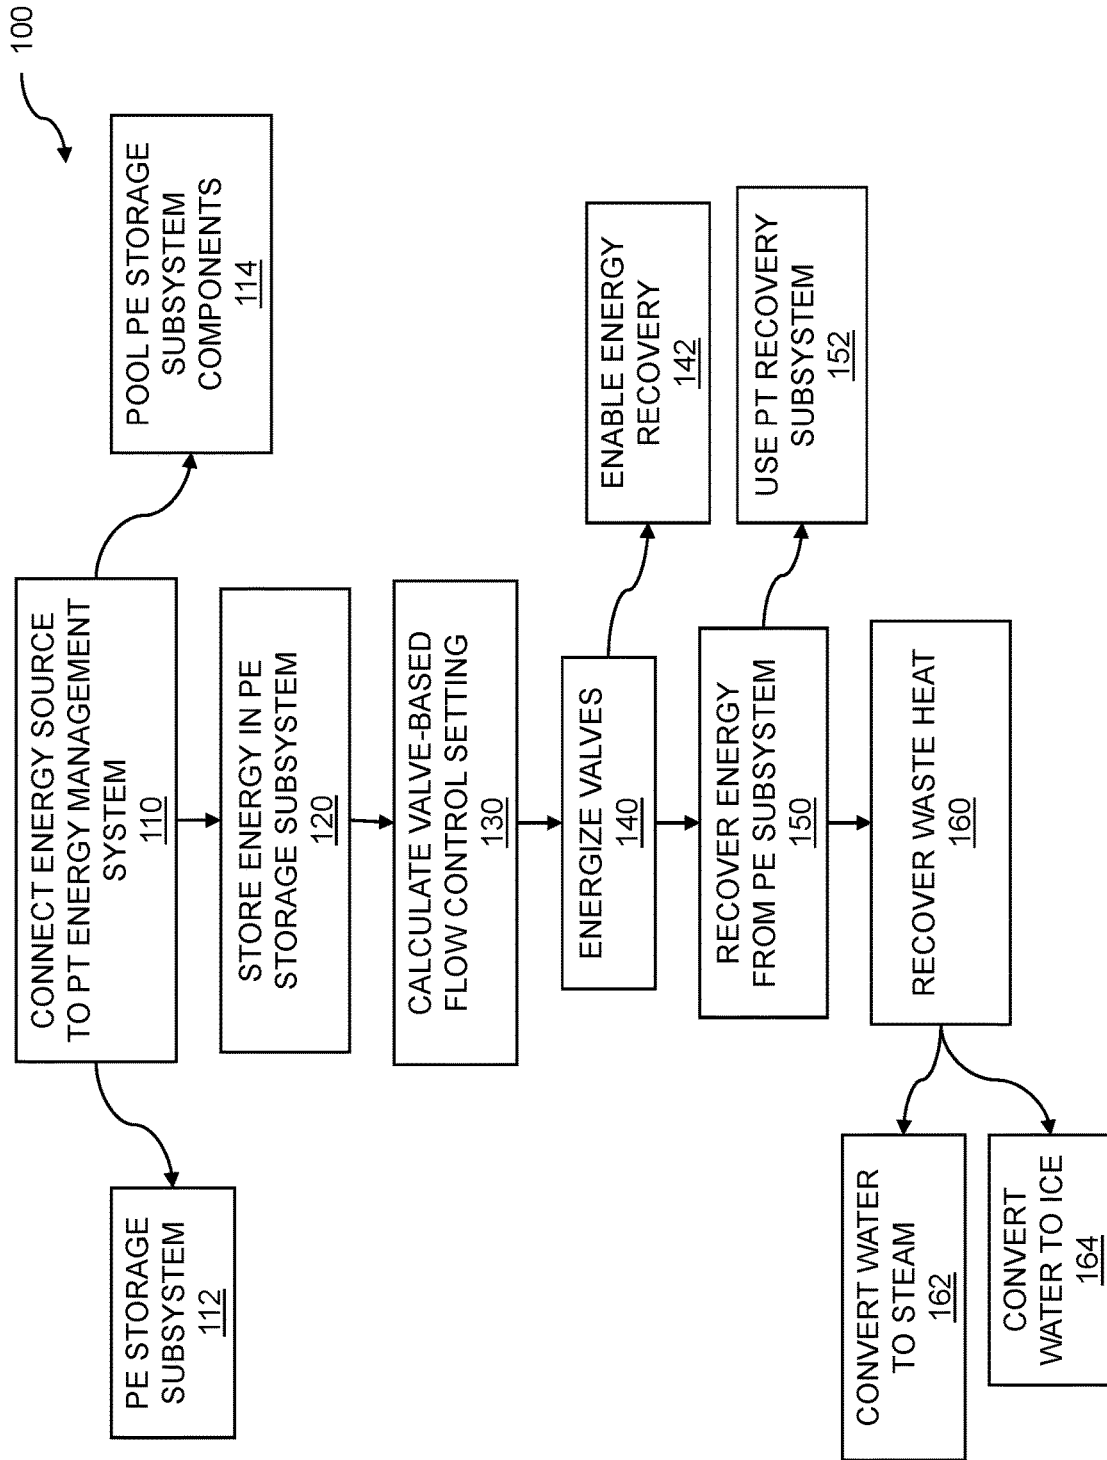 100
CONNECT ENERGY SOURCE
TO PT ENERGY MANAGEMENT
SYSTEM
110
PE STORAGE
SUBSYSTEM
112
POOL PE STORAGE
SUBSYSTEM
COMPONENTS
114
STORE ENERGY IN PE
STORAGE SUBSYSTEM
120
CALCULATE VALVE-BASED
FLOW CONTROL SETTING
130
ENERGIZE VALVES
140
ENABLE ENERGY
RECOVERY
142
RECOVER ENERGY
FROM PE SUBSYSTEM
150
USE PT RECOVERY
SUBSYSTEM
152
RECOVER WASTE HEAT
160
CONVERT WATER
TO STEAM
162
CONVERT
WATER TO ICE
164